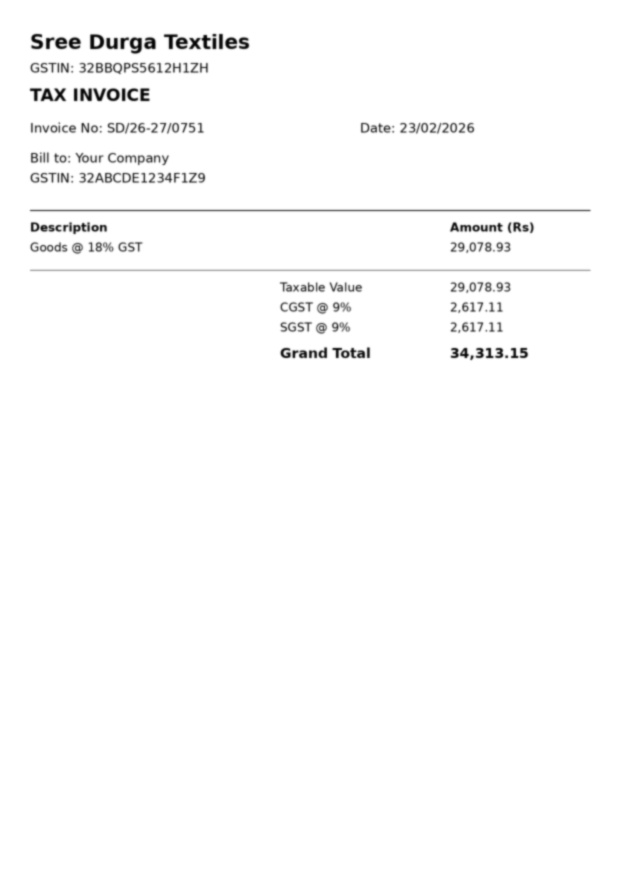 Sree Durga Textiles
GSTIN: 32BBQPS5612H1ZH
TAX INVOICE
Invoice No: SD/26-27/0751 Date: 23/02/2026
Bill to: Your Company
GSTIN: 32ABCDE1234F1Z9
Description Amount (Rs)
Goods @ 18% GST 29,078.93
Taxable Value 29,078.93
CGST @ 9% 2,617.11
SGST @ 9% 2,617.11
Grand Total 34,313.15